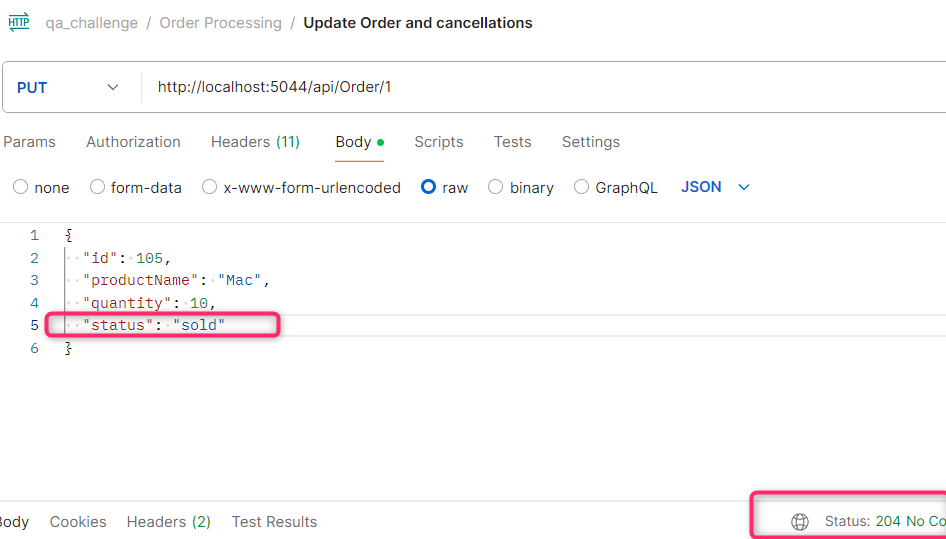 HTTP qa_challenge / Order Processing / Update Order and cancellations
PUT http://localhost:5044/api/Order/1
Params Authorization Headers (11) Body Scripts Tests Settings
none form-data x-www-form-urlencoded raw binary GraphQL JSON
1 {
2 "id": 105,
3 "productName": "Mac",
4 "quantity": 10,
5 "status": "sold"
6 }
Body Cookies Headers (2) Test Results Status: 204 No Co